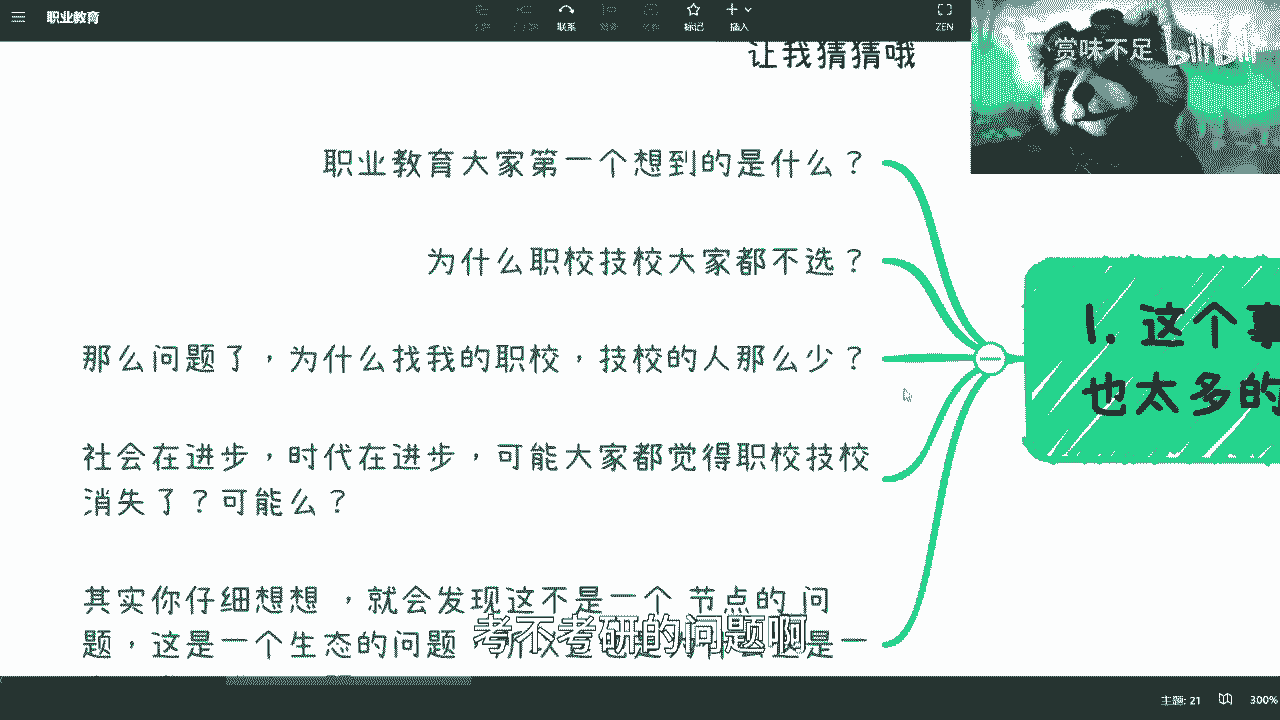 职业教育
联系
标记
插入
ZEN
赏味不足
bilibili
让我猜猜哦
职业教育大家第一个想到的是什么？
为什么职校技校大家都不选？
那么问题了，为什么找我的职校，技校的人那么少？
1. 这个事
也太多的
社会在进步，时代在进步，可能大家都觉得职校技校
消失了？可能么？
其实你仔细想想 ，就会发现这不是一个 节点的 问
题，这是一个生态的问题
是一
考不考研的问题啊
主题: 21
300%